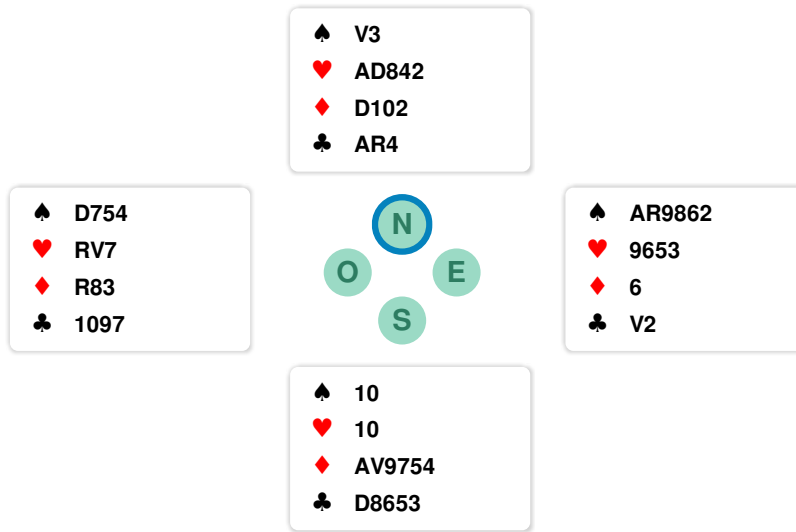 ♠ V3
♥ AD842
♦ D102
♣ AR4
♠ D754
♥ RV7
♦ R83
♣ 1097
N
O
E
S
♠ AR9862
♥ 9653
♦ 6
♣ V2
♠ 10
♥ 10
♦ AV9754
♣ D8653